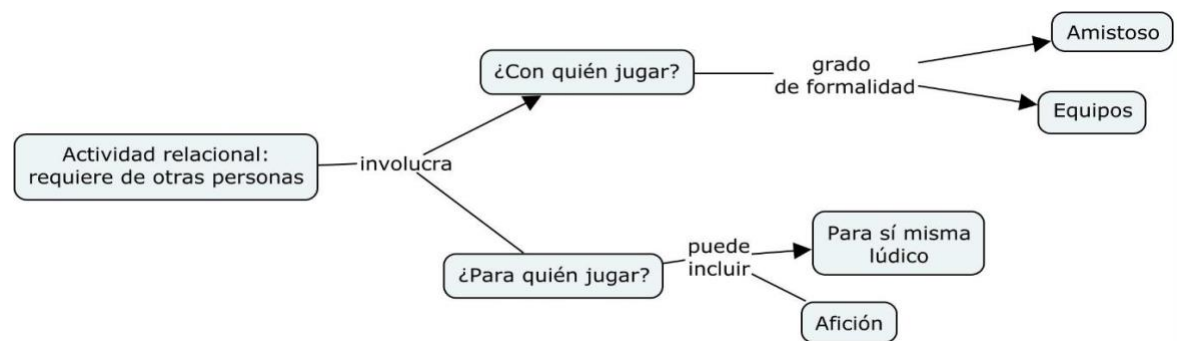 Actividad relacional:
requiere de otras personas
involucra
¿Con quién jugar?
grado
de formalidad
Amistoso
Equipos
¿Para quién jugar?
puede
incluir
Para sí misma
lúdico
Afición